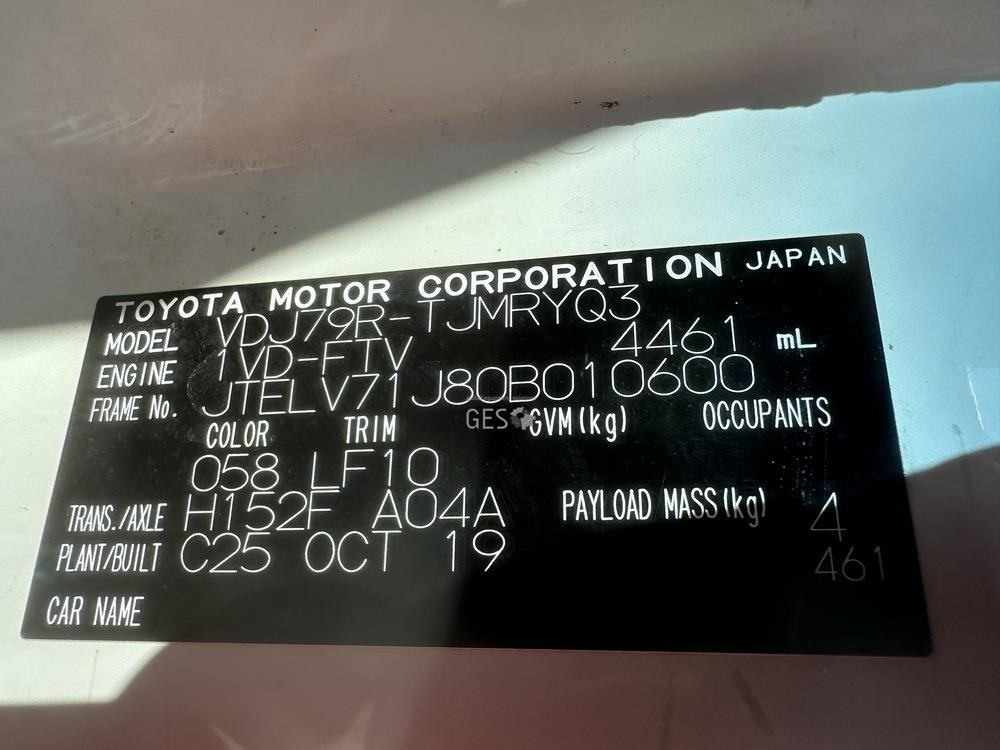 TOYOTA MOTOR CORPORATION JAPAN
MODEL VDJ79R-TJMRYQ3
ENGINE 1VD-FTV 4461 mL
FRAME No. JTELV71J80B010600
COLOR TRIM GVM(kg) OCCUPANTS
058 LF10
TRANS./AXLE H152F A04A PAYLOAD MASS(kg) 4
PLANT/BUILT C25 OCT 19 461
CAR NAME
GES